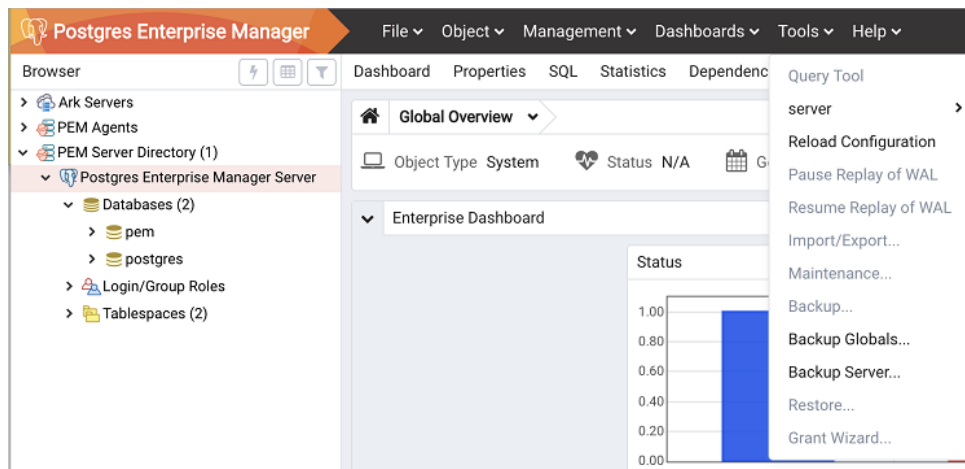 Postgres Enterprise Manager
File Object Management Dashboards Tools Help
Browser
Dashboard Properties SQL Statistics Dependenc
Ark Servers
PEM Agents
PEM Server Directory (1)
Postgres Enterprise Manager Server
Databases (2)
pem
postgres
Login/Group Roles
Tablespaces (2)
Global Overview
Object Type System Status N/A G
Enterprise Dashboard
Status
1.00
0.80
0.60
0.40
0.20
0.00
Query Tool
server
Reload Configuration
Pause Replay of WAL
Resume Replay of WAL
Import/Export...
Maintenance...
Backup...
Backup Globals...
Backup Server...
Restore...
Grant Wizard...